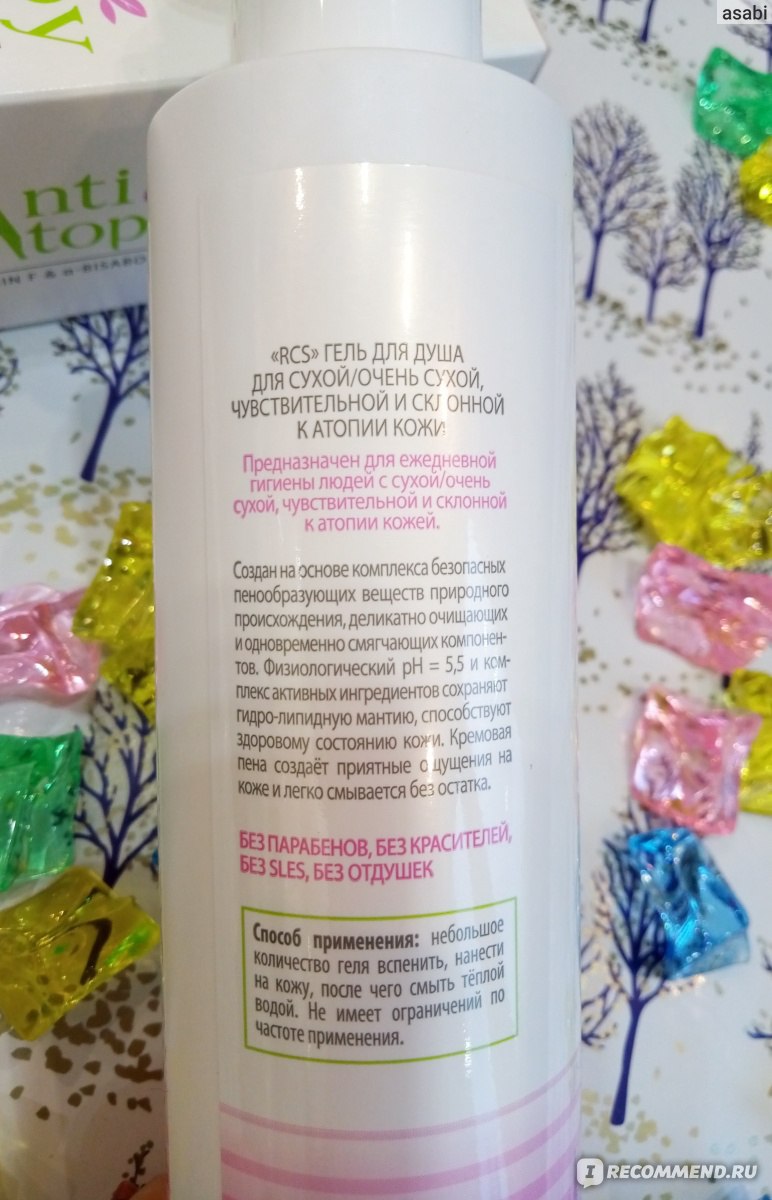 asabi
nti
top
IN F & α-BISABO
«RCS» ГЕЛЬ ДЛЯ ДУША
ДЛЯ СУХОЙ/ОЧЕНЬ СУХОЙ,
ЧУВСТВИТЕЛЬНОЙ И СКЛОННОЙ
К АТОПИИ КОЖИ
Предназначен для ежедневной
гигиены людей с сухой/очень
сухой, чувствительной и склонной
к атопии кожей.
Создан на основе комплекса безопасных
пенообразующих веществ природного
происхождения, деликатно очищающих
и одновременно смягчающих компонен-
тов. Физиологический pH = 5,5 и ком-
плекс активных ингредиентов сохраняют
гидро-липидную мантию, способствуют
здоровому состоянию кожи. Кремовая
пена создаёт приятные ощущения на
коже и легко смывается без остатка.
БЕЗ ПАРАБЕНОВ, БЕЗ КРАСИТЕЛЕЙ,
БЕЗ SLES, БЕЗ ОТДУШЕК
Способ применения: небольшое
количество геля вспенить, нанести
на кожу, после чего смыть тёплой
водой. Не имеет ограничений по
частоте применения.
IRECOMMEND.RU